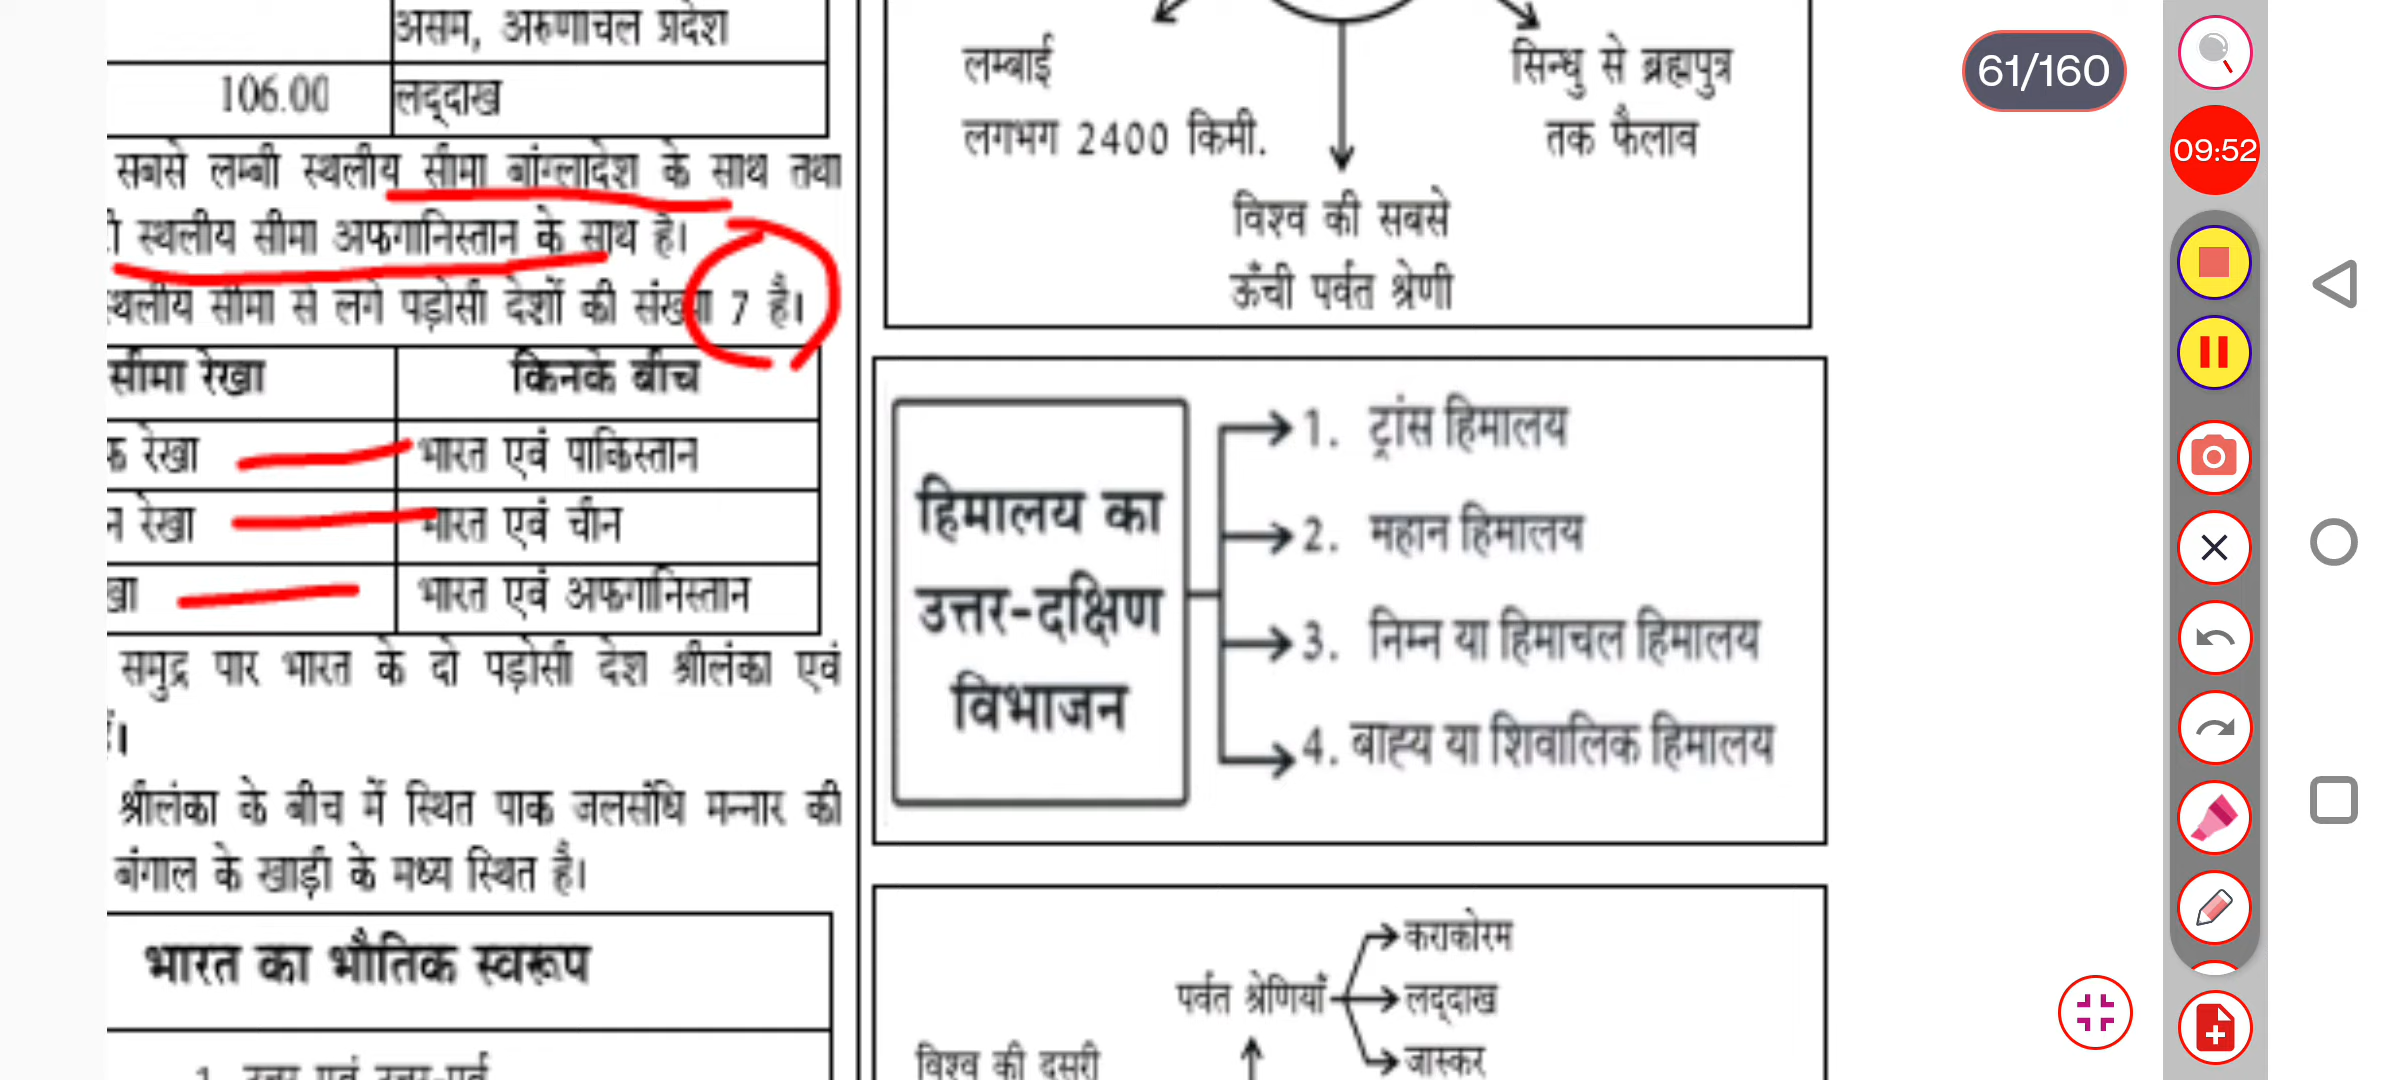 असम, अरुणाचल प्रदेश
106.00 लद्दाख
सबसे लम्बी स्थलीय सीमा बांग्लादेश के साथ तथा
स्थलीय सीमा अफगानिस्तान के साथ है।
स्थलीय सीमा से लगे पड़ोसी देशों की संख्या 7 है।
सीमा रेखा किनके बीच
रेखा भारत एवं पाकिस्तान
रेखा भारत एवं चीन
भारत एवं अफगानिस्तान
समुद्र पार भारत के दो पड़ोसी देश श्रीलंका एवं
श्रीलंका के बीच में स्थित पाक जलसंधि मन्नार की
बंगाल के खाड़ी के मध्य स्थित है।
भारत का भौतिक स्वरूप
लम्बाई
लगभग 2400 किमी.
सिन्धु से ब्रह्मपुत्र
तक फैलाव
विश्व की सबसे
ऊँची पर्वत श्रेणी
हिमालय का
उत्तर-दक्षिण
विभाजन
1. ट्रांस हिमालय
2. महान हिमालय
3. निम्न या हिमाचल हिमालय
4. बाह्य या शिवालिक हिमालय
पर्वत श्रेणियाँ
कराकोरम
लद्दाख
जास्कर
विश्व की दूसरी
61/160
09:52